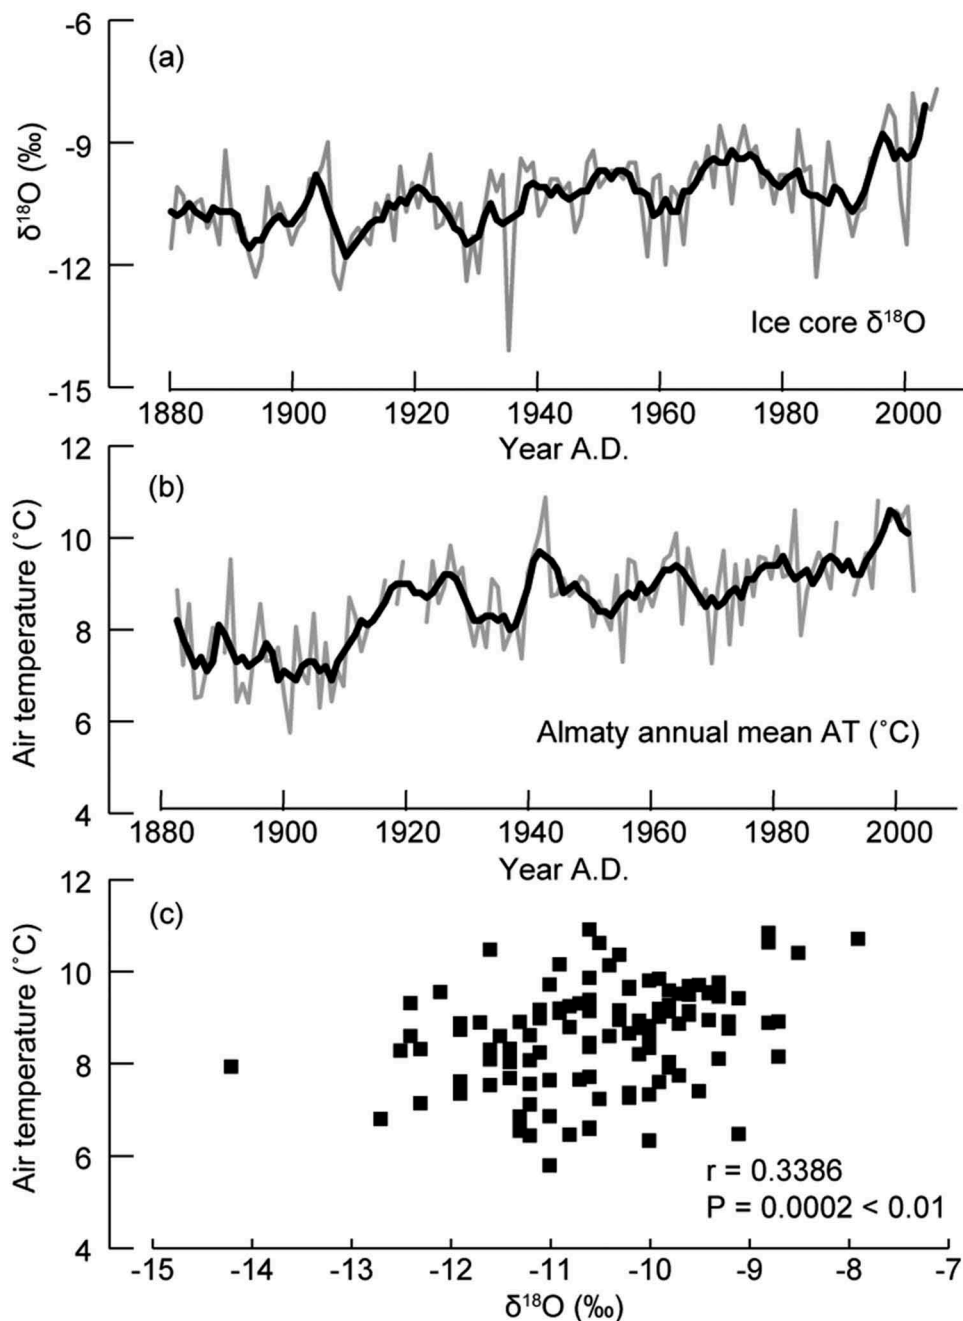 -6
(a)
-9
δ¹⁸O (‰)
-12
Ice core δ¹⁸O
-15
1880 1900 1920 1940 1960 1980 2000
Year A.D.
12
(b)
10
Air temperature (˚C)
8
6
Almaty annual mean AT (˚C)
4
1880 1900 1920 1940 1960 1980 2000
Year A.D.
12
(c)
10
Air temperature (˚C)
8
6
r = 0.3386
P = 0.0002 < 0.01
4
-15 -14 -13 -12 -11 -10 -9 -8 -7
δ¹⁸O (‰)